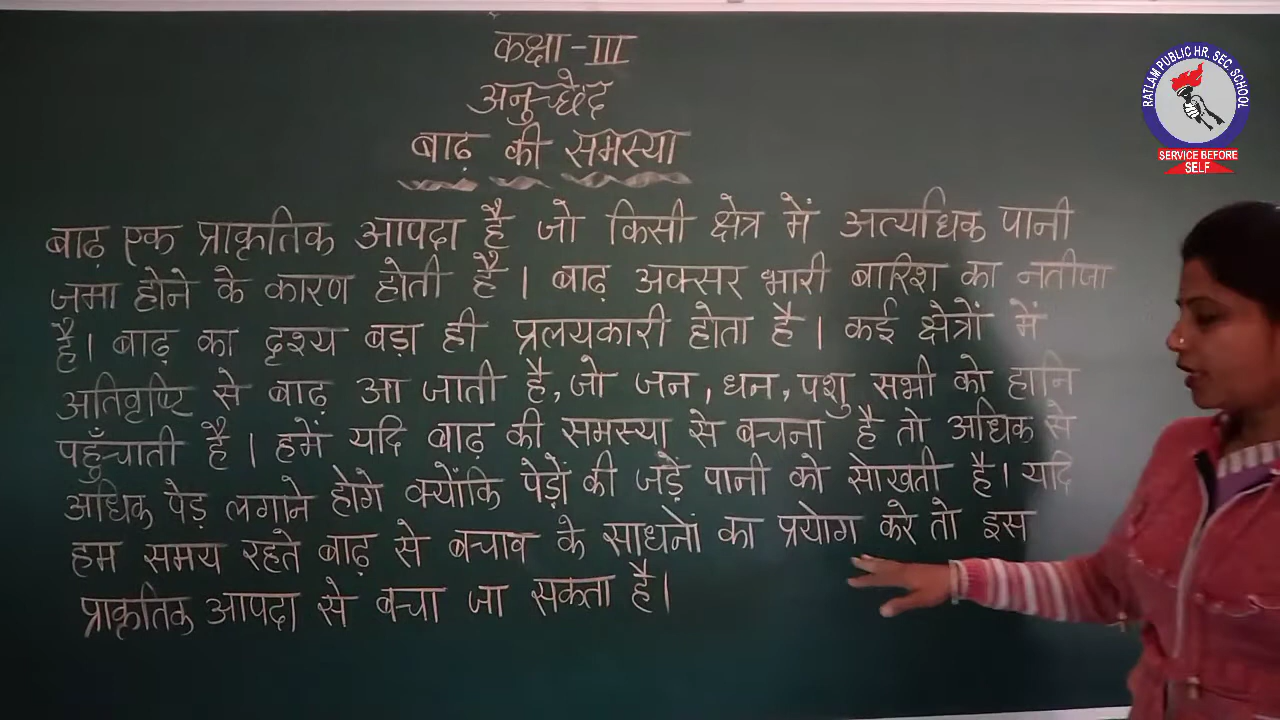 कक्षा - III
अनुच्छेद
बाढ़ की समस्या
बाढ़ एक प्राकृतिक आपदा है जो किसी क्षेत्र में अत्यधिक पानी
जमा होने के कारण होती है। बाढ़ अक्सर भारी बारिश का नतीजा
है। बाढ़ का दृश्य बड़ा ही प्रलयकारी होता है। कई क्षेत्रों में
अतिवृष्टि से बाढ़ आ जाती है, जो जन, धन, पशु सभी को हानि
पहुँचाती है। हमें यदि बाढ़ की समस्या से बचना है तो अधिक से
अधिक पेड़ लगाने होंगे क्योंकि पेड़ों की जड़ें पानी को सोखती है। यदि
हम समय रहते बाढ़ से बचाव के साधनों का प्रयोग करे तो इस
प्राकृतिक आपदा से बचा जा सकता है।
RATLAM PUBLIC HR. SEC. SCHOOL
SERVICE BEFORE
SELF